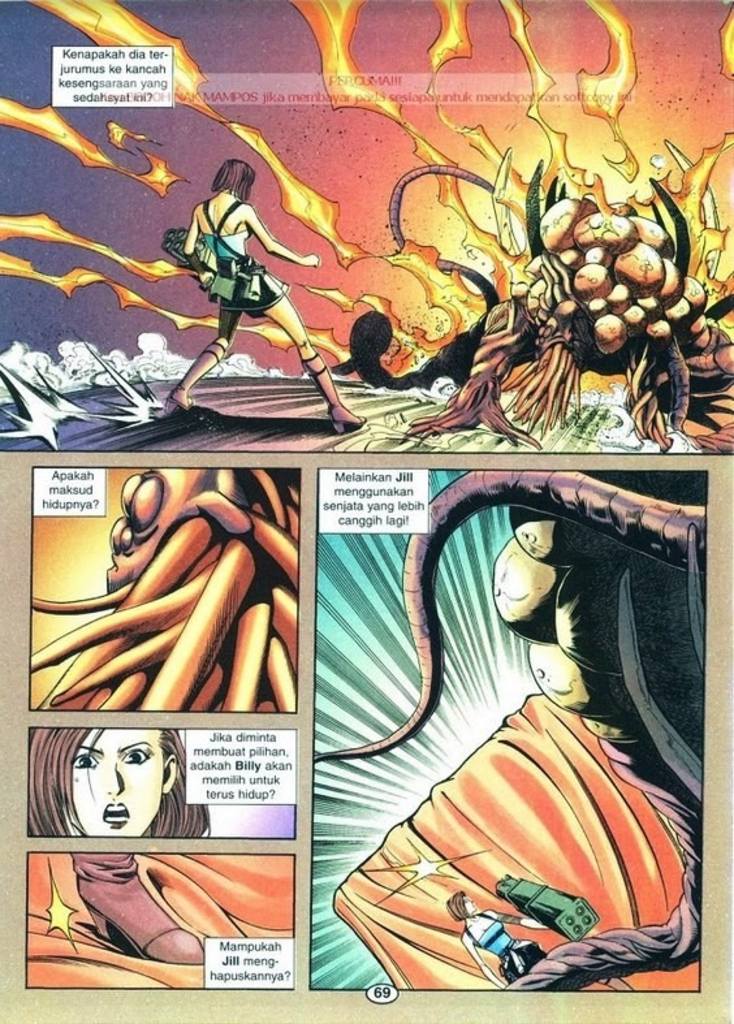 Kenapakah dia ter-
jurumus ke kancah
kesengsaraan yang
sedahsyat ini?
PERCUMA!!!
MAMPOS jika membayar pada sesiapa untuk mendapatkan softcopy ini
Apakah
maksud
hidupnya?
Melainkan Jill
menggunakan
senjata yang lebih
canggih lagi!
Jika diminta
membuat pilihan,
adakah Billy akan
memilih untuk
terus hidup?
Mampukah
Jill meng-
hapuskannya?
69